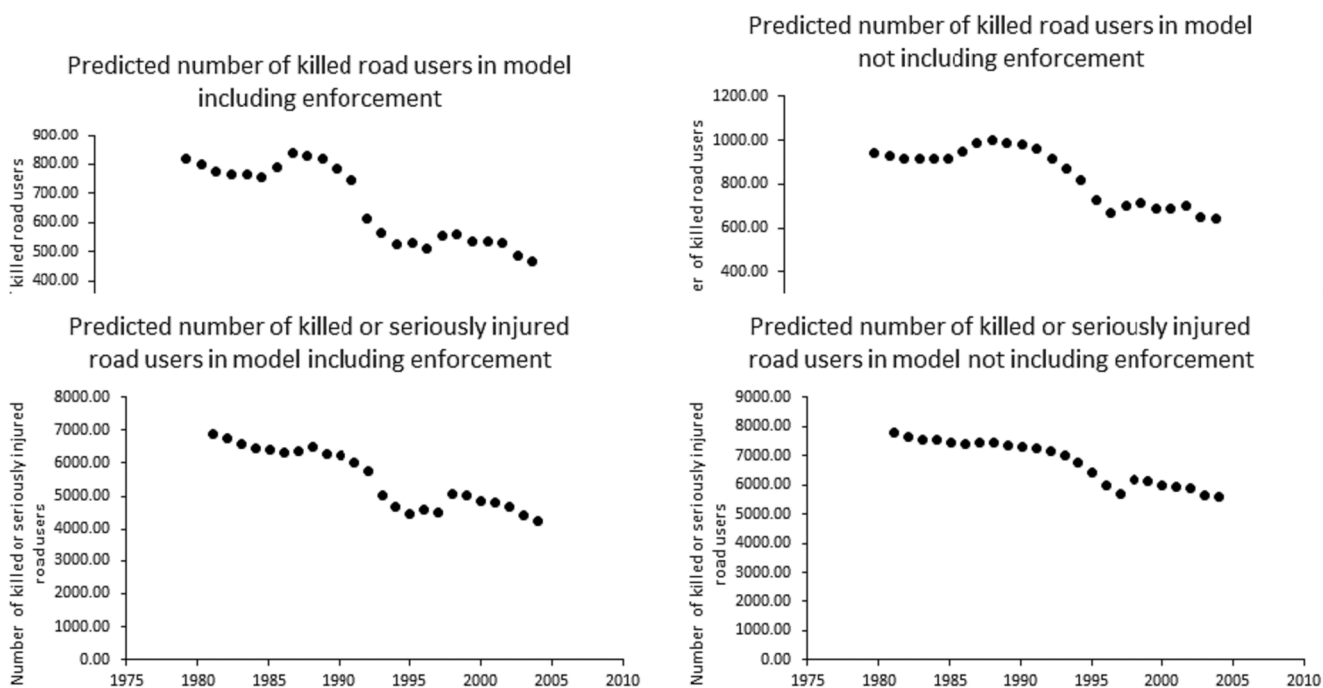 Predicted number of killed road users in model
including enforcement
900.00
800.00
700.00
600.00
500.00
400.00
killed road users
Predicted number of killed road users in model
not including enforcement
1200.00
1000.00
800.00
600.00
400.00
er of killed road users
Predicted number of killed or seriously injured
road users in model including enforcement
8000.00
7000.00
6000.00
5000.00
4000.00
3000.00
2000.00
1000.00
0.00
Number of killed or seriously injured
road users
1975 1980 1985 1990 1995 2000 2005 2010
Predicted number of killed or seriously injured
road users in model not including enforcement
9000.00
8000.00
7000.00
6000.00
5000.00
4000.00
3000.00
2000.00
1000.00
0.00
Number of killed or seriously injured
road users
1975 1980 1985 1990 1995 2000 2005 2010